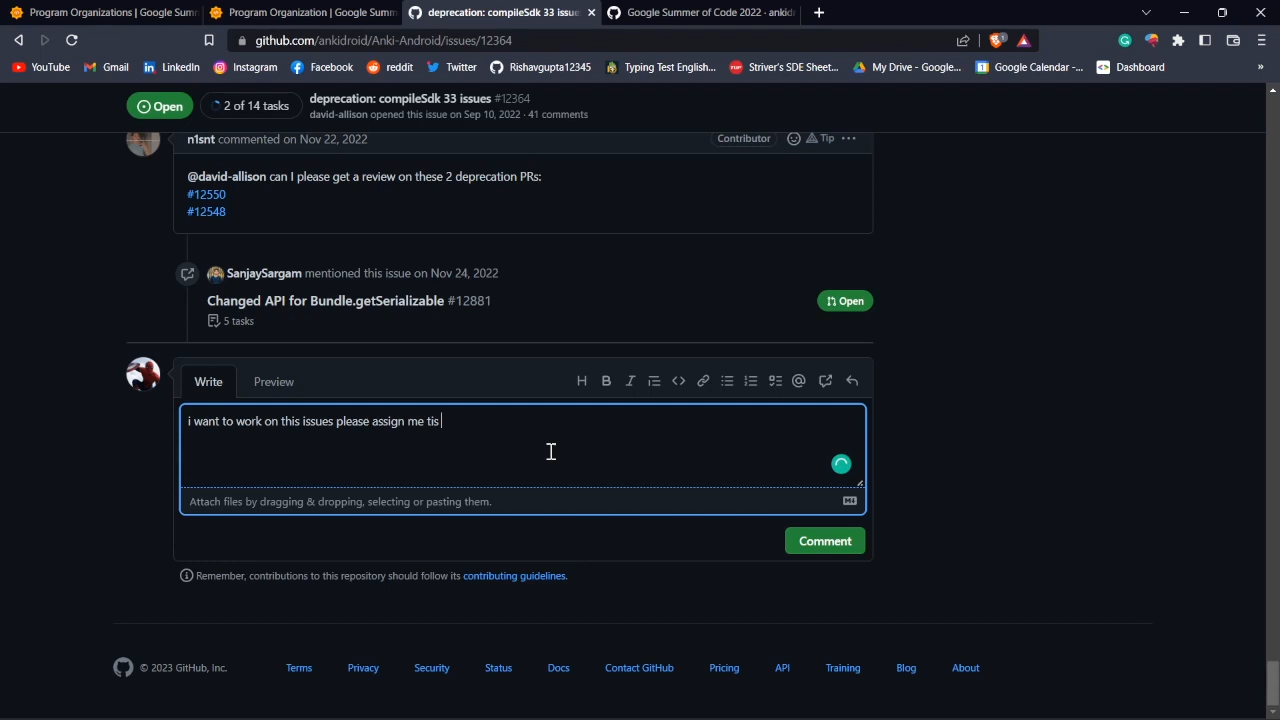 Program Organizations | Google Sum
Program Organization | Google Summ
deprecation: compileSdk 33 issue
Google Summer of Code 2022 · ankid
github.com/ankidroid/Anki-Android/issues/12364
YouTube
Gmail
LinkedIn
Instagram
Facebook
reddit
Twitter
Rishavgupta12345
Typing Test English...
Striver's SDE Sheet...
My Drive - Google...
Google Calendar -...
Dashboard
»
Open
2 of 14 tasks
deprecation: compileSdk 33 issues #12364
david-allison opened this issue on Sep 10, 2022 · 41 comments
n1snt commented on Nov 22, 2022
Contributor
Tip
@david-allison can I please get a review on these 2 deprecation PRs:
#12550
#12548
SanjaySargam mentioned this issue on Nov 24, 2022
Changed API for Bundle.getSerializable #12881
Open
5 tasks
Write
Preview
i want to work on this issues please assign me tis
Attach files by dragging & dropping, selecting or pasting them.
Comment
Remember, contributions to this repository should follow its contributing guidelines.
© 2023 GitHub, Inc.
Terms
Privacy
Security
Status
Docs
Contact GitHub
Pricing
API
Training
Blog
About